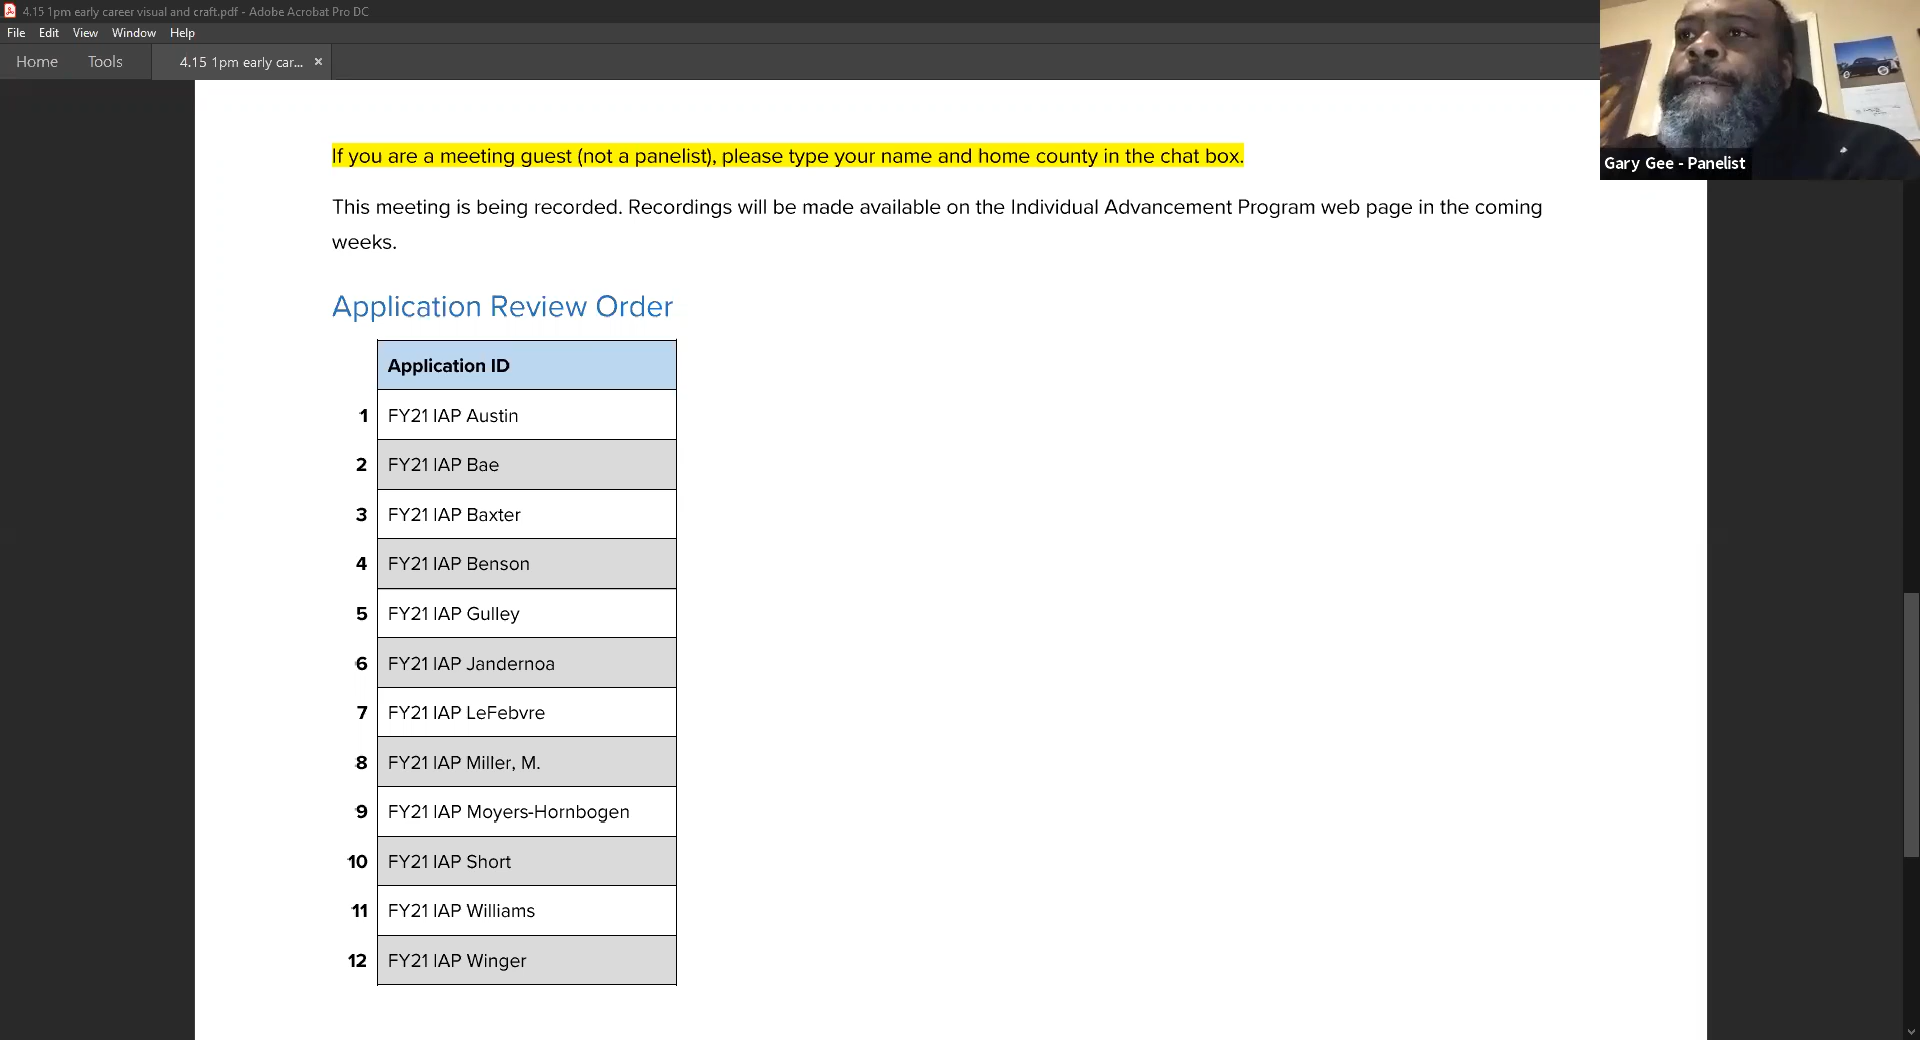 4.15 1pm early career visual and craft.pdf - Adobe Acrobat Pro DC
File Edit View Window Help
Home Tools 4.15 1pm early car... ×
If you are a meeting guest (not a panelist), please type your name and home county in the chat box.
This meeting is being recorded. Recordings will be made available on the Individual Advancement Program web page in the coming
weeks.
Application Review Order
Application ID
1 FY21 IAP Austin
2 FY21 IAP Bae
3 FY21 IAP Baxter
4 FY21 IAP Benson
5 FY21 IAP Gulley
6 FY21 IAP Jandernoa
7 FY21 IAP LeFebvre
8 FY21 IAP Miller, M.
9 FY21 IAP Moyers-Hornbogen
10 FY21 IAP Short
11 FY21 IAP Williams
12 FY21 IAP Winger
Gary Gee - Panelist